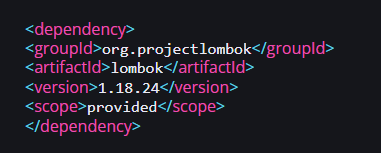 <dependency>
<groupId>org.projectlombok</groupId>
<artifactId>lombok</artifactId>
<version>1.18.24</version>
<scope>provided</scope>
</dependency>